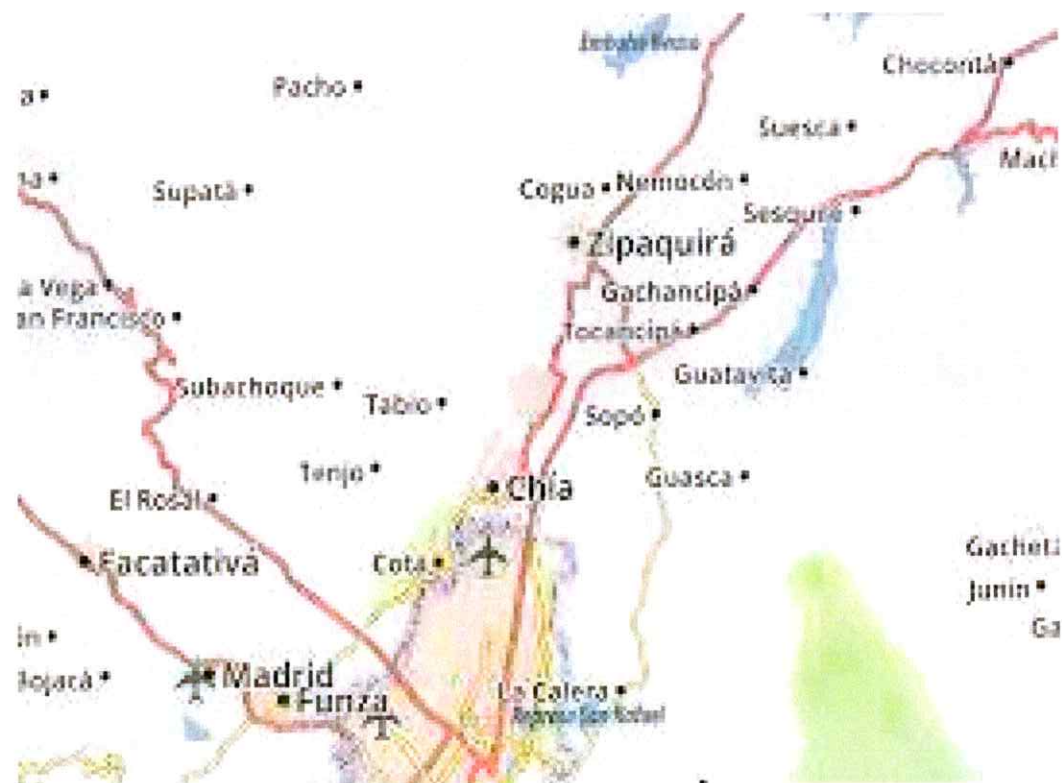 Chocontá
Pacho
Suesca
Supatá
Cogua
Nemocón
Zipaquirá
Gachancipá
Tocancipá
Guatavita
Subachoque
Tabio
Sopó
Tenjo
Guasca
Chía
El Rosal
Facatativá
Cota
Junín
Madrid
Funza
La Calera